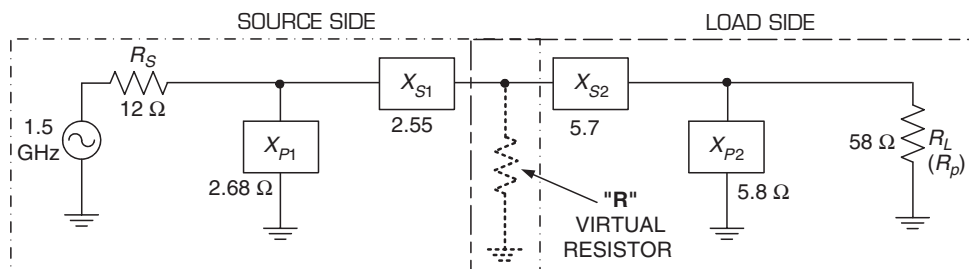 SOURCE SIDE
LOAD SIDE
R_S
12 Ω
X_S1
2.55
X_S2
5.7
1.5
GHz
X_P1
2.68 Ω
X_P2
5.8 Ω
58 Ω
R_L
(R_p)
"R"
VIRTUAL
RESISTOR